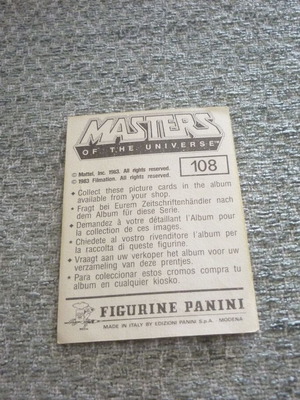 MASTERS
OF THE UNIVERSE
© Mattel, Inc. 1983. All rights reserved.
© 1983 Filmation. All rights reserved.
108
• Collect these picture cards in the album
available from your shop.
• Fragt bei Eurem Zeitschriftenhändler nach
dem Album für diese Serie.
• Demandez à votre détaillant l'Album pour
la collection de ces images.
• Chiedete al vostro rivenditore l'album per
la raccolta di queste figurine.
• Vraagt aan uw verkoper het album voor uw
verzameling van deze prentjes.
• Para coleccionar estos cromos compra tu
album en cualquier kiosko.
FIGURINE PANINI
MADE IN ITALY BY EDIZIONI PANINI S.p.A. MODENA